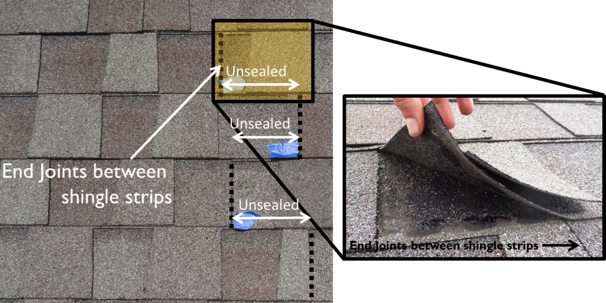 Unsealed
Unsealed
End Joints between
shingle strips
Unsealed
End Joints between shingle strips